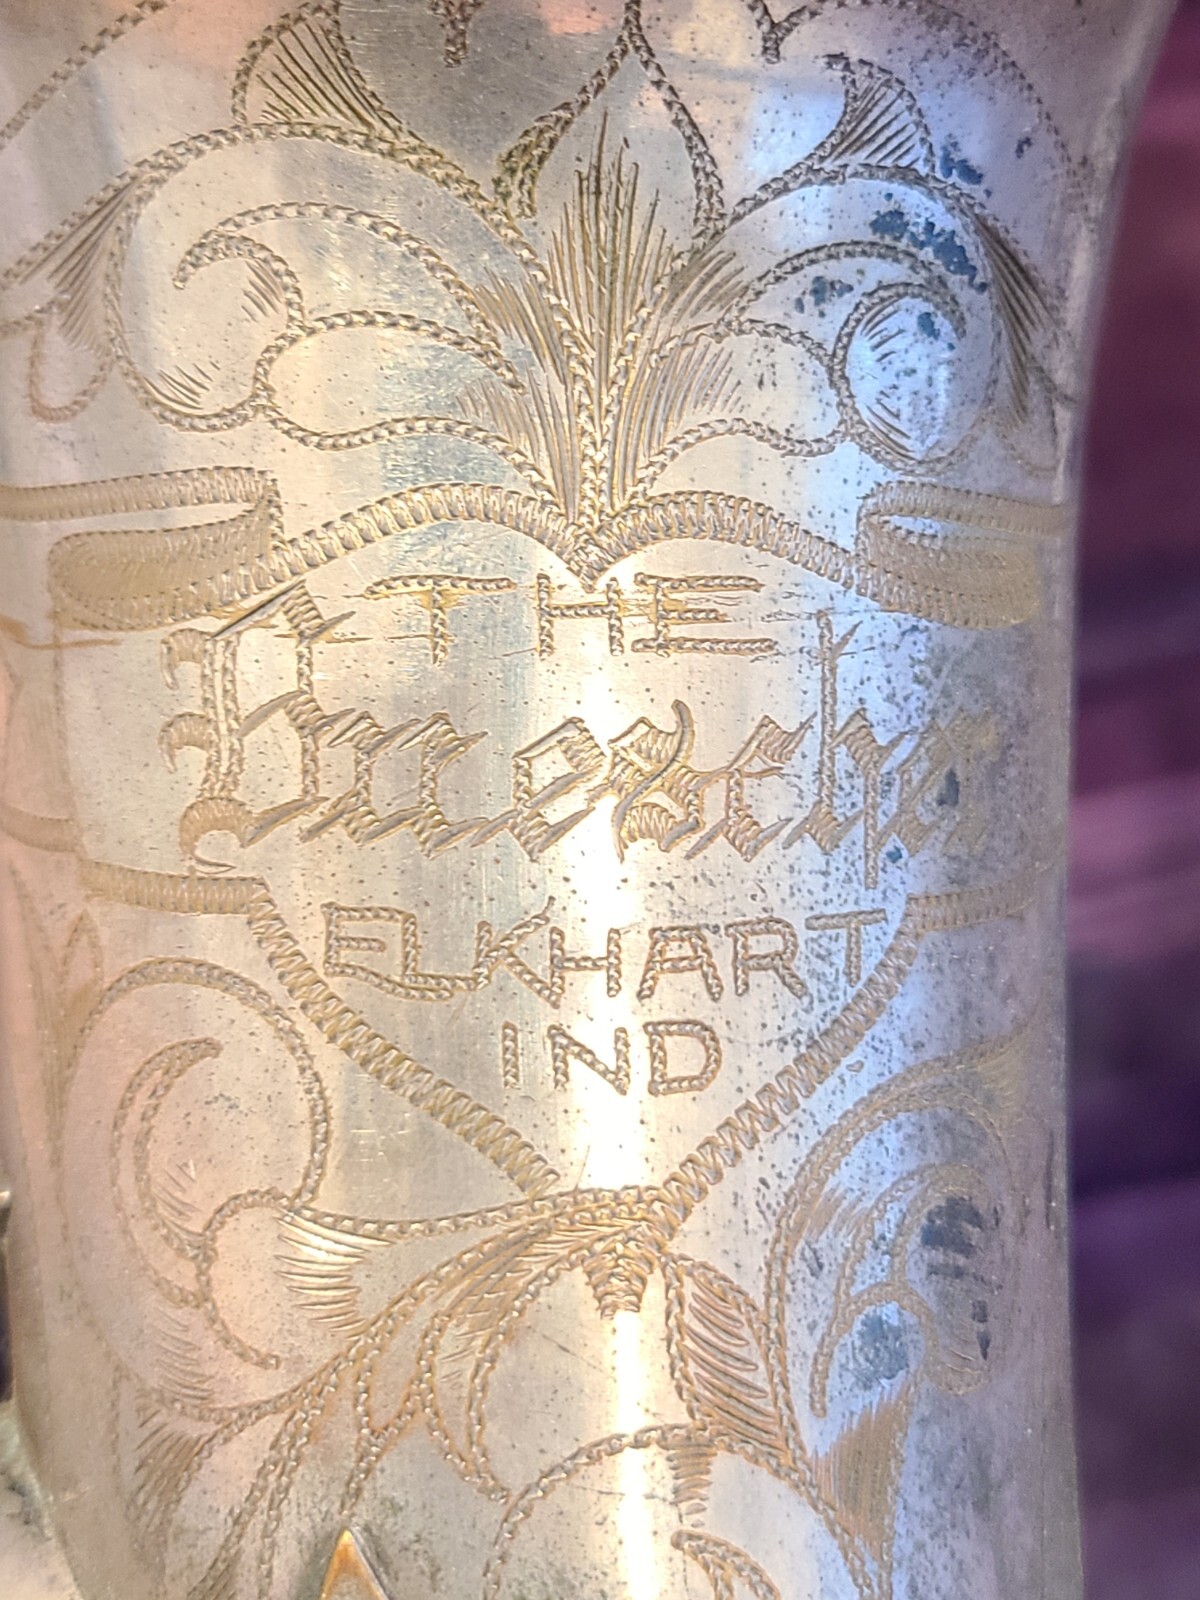 THE
Buescher
ELKHART
IND